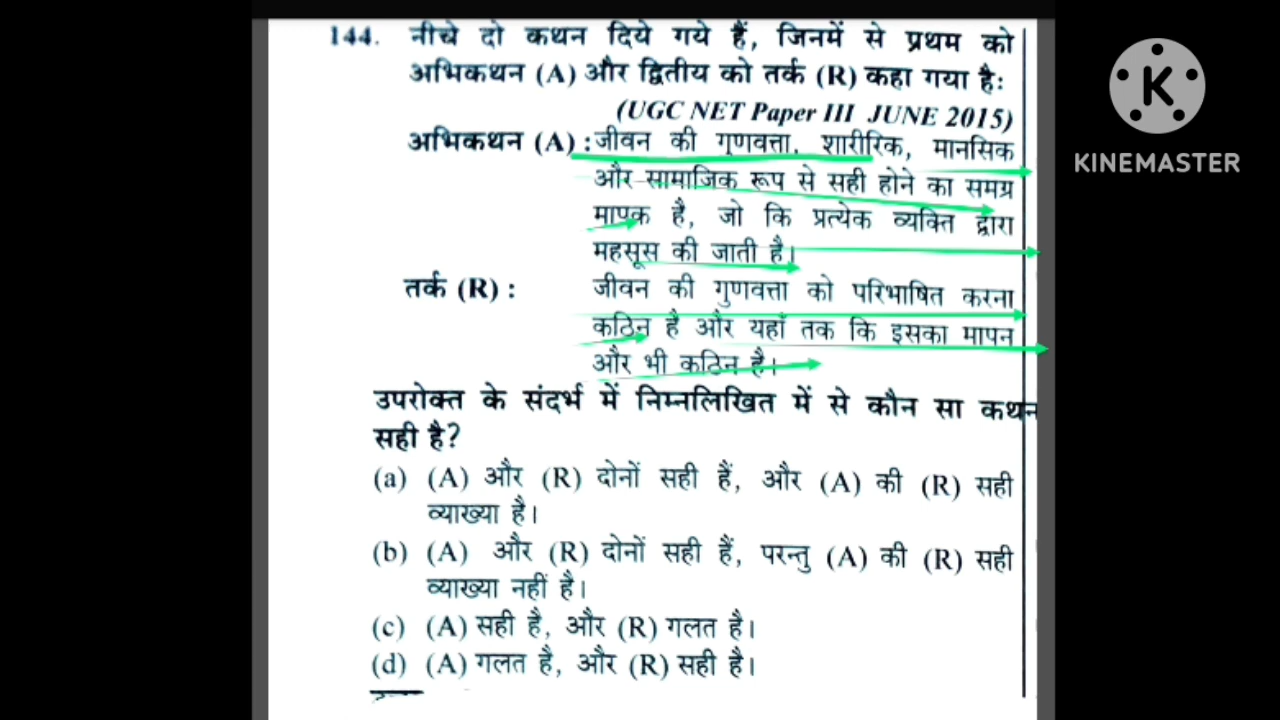 144. नीचे दो कथन दिये गये हैं, जिनमें से प्रथम को
अभिकथन (A) और द्वितीय को तर्क (R) कहा गया है:
(UGC NET Paper III JUNE 2015)
अभिकथन (A) : जीवन की गुणवत्ता, शारीरिक, मानसिक
और सामाजिक रूप से सही होने का समग्र
मापक है, जो कि प्रत्येक व्यक्ति द्वारा
महसूस की जाती है।
तर्क (R) : जीवन की गुणवत्ता को परिभाषित करना
कठिन है और यहाँ तक कि इसका मापन
और भी कठिन है।
उपरोक्त के संदर्भ में निम्नलिखित में से कौन सा कथन
सही है?
(a) (A) और (R) दोनों सही हैं, और (A) की (R) सही
व्याख्या है।
(b) (A) और (R) दोनों सही हैं, परन्तु (A) की (R) सही
व्याख्या नहीं है।
(c) (A) सही है, और (R) गलत है।
(d) (A) गलत है, और (R) सही है।
K
KINEMASTER